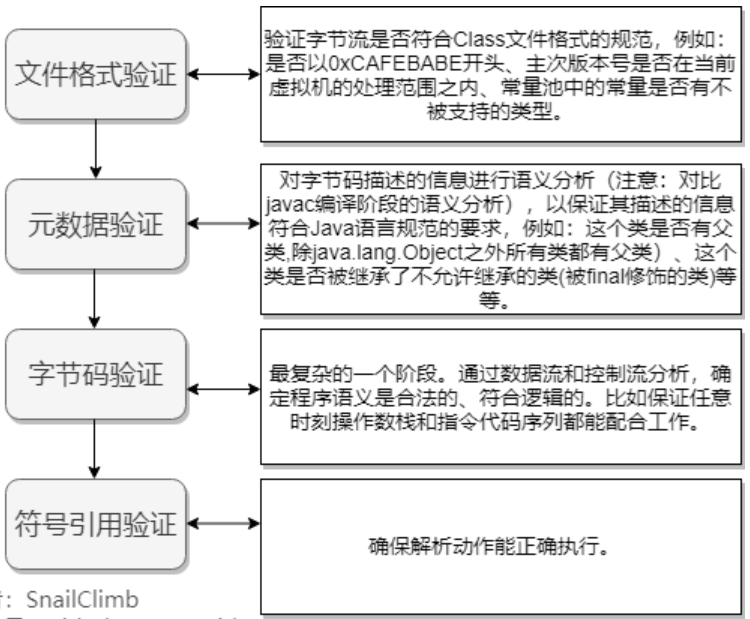 文件格式验证
验证字节流是否符合Class文件格式的规范，例如：
是否以0xCAFEBABE开头、主次版本号是否在当前
虚拟机的处理范围之内、常量池中的常量是否有不
被支持的类型。
元数据验证
对字节码描述的信息进行语义分析（注意：对比
javac编译阶段的语义分析），以保证其描述的信息
符合Java语言规范的要求，例如：这个类是否有父
类,除java.lang.Object之外所有类都有父类）、这个
类是否被继承了不允许继承的类(被final修饰的类)等
等。
字节码验证
最复杂的一个阶段。通过数据流和控制流分析，确
定程序语义是合法的、符合逻辑的。比如保证任意
时刻操作数栈和指令代码序列都能配合工作。
符号引用验证
确保解析动作能正确执行。
：SnailClimb